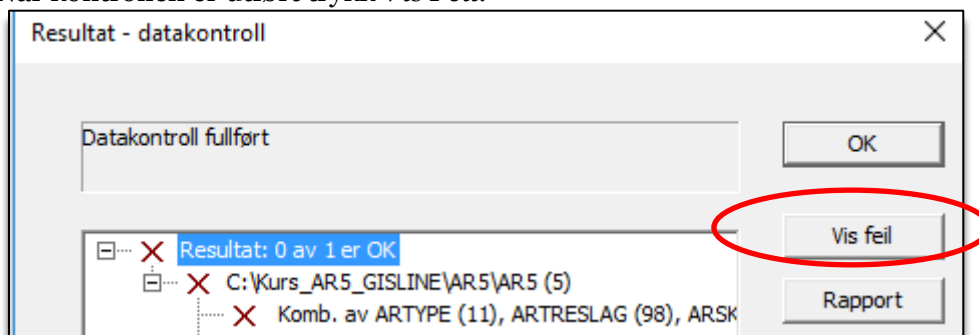 Resultat - datakontroll
Datakontroll fullført
OK
Vis feil
Resultat: 0 av 1 er OK
C:\Kurs_AR5_GISLINE\AR5\AR5 (5)
Rapport
Komb. av ARTYPE (11), ARTRESLAG (98), ARSK